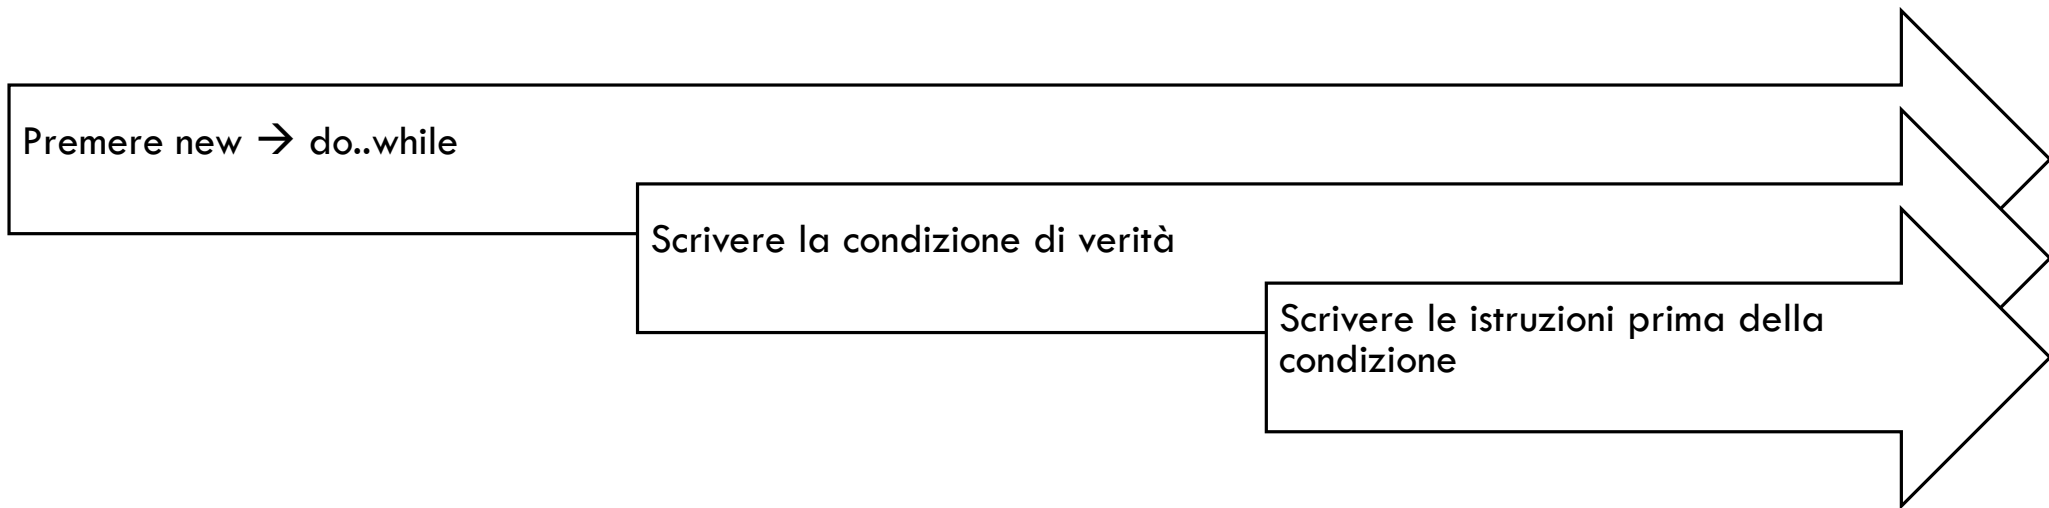 Premere new → do..while
Scrivere la condizione di verità
Scrivere le istruzioni prima della
condizione